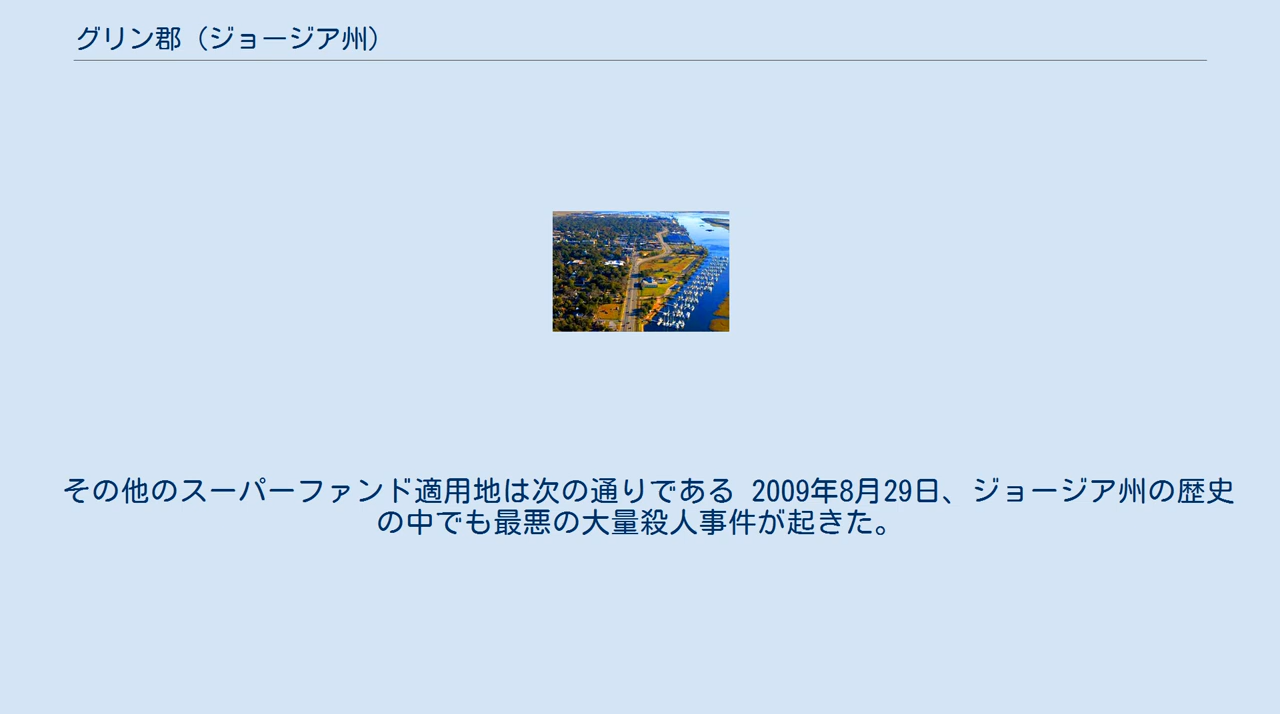 グリン郡（ジョージア州）
その他のスーパーファンド適用地は次の通りである 2009年8月29日、ジョージア州の歴史
の中でも最悪の大量殺人事件が起きた。